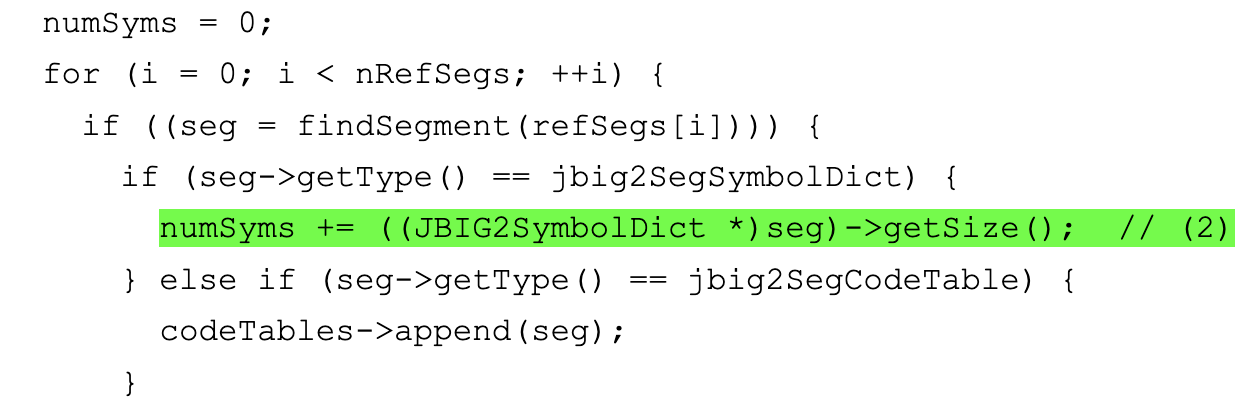 numSyms = 0;
for (i = 0; i < nRefSegs; ++i) {
  if ((seg = findSegment(refSegs[i]))) {
    if (seg->getType() == jbig2SegSymbolDict) {
      numSyms += ((JBIG2SymbolDict *)seg)->getSize();  // (2)
    } else if (seg->getType() == jbig2SegCodeTable) {
      codeTables->append(seg);
    }